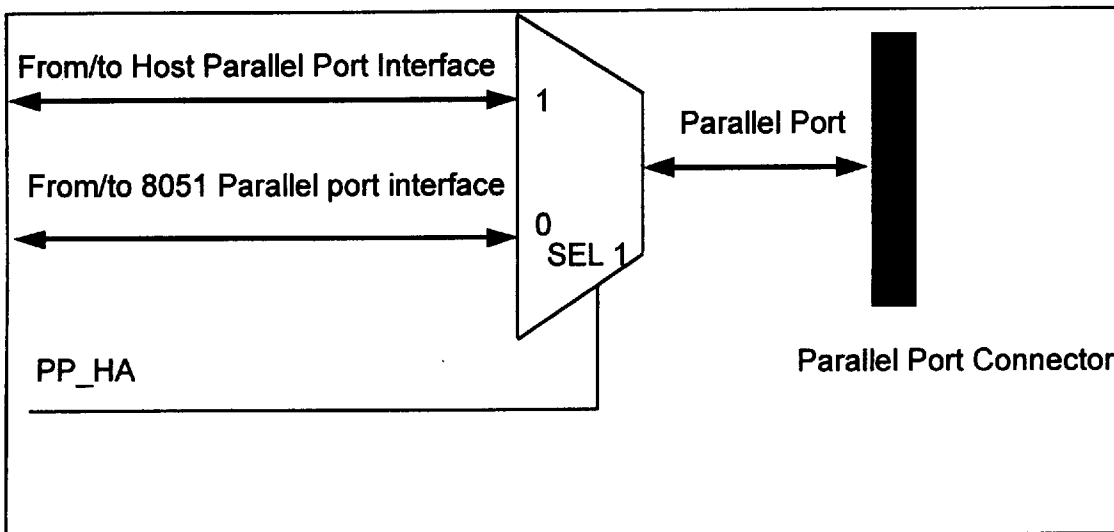 From/to Host Parallel Port Interface
1
Parallel Port
From/to 8051 Parallel port interface
0
SEL 1
PP_HA
Parallel Port Connector